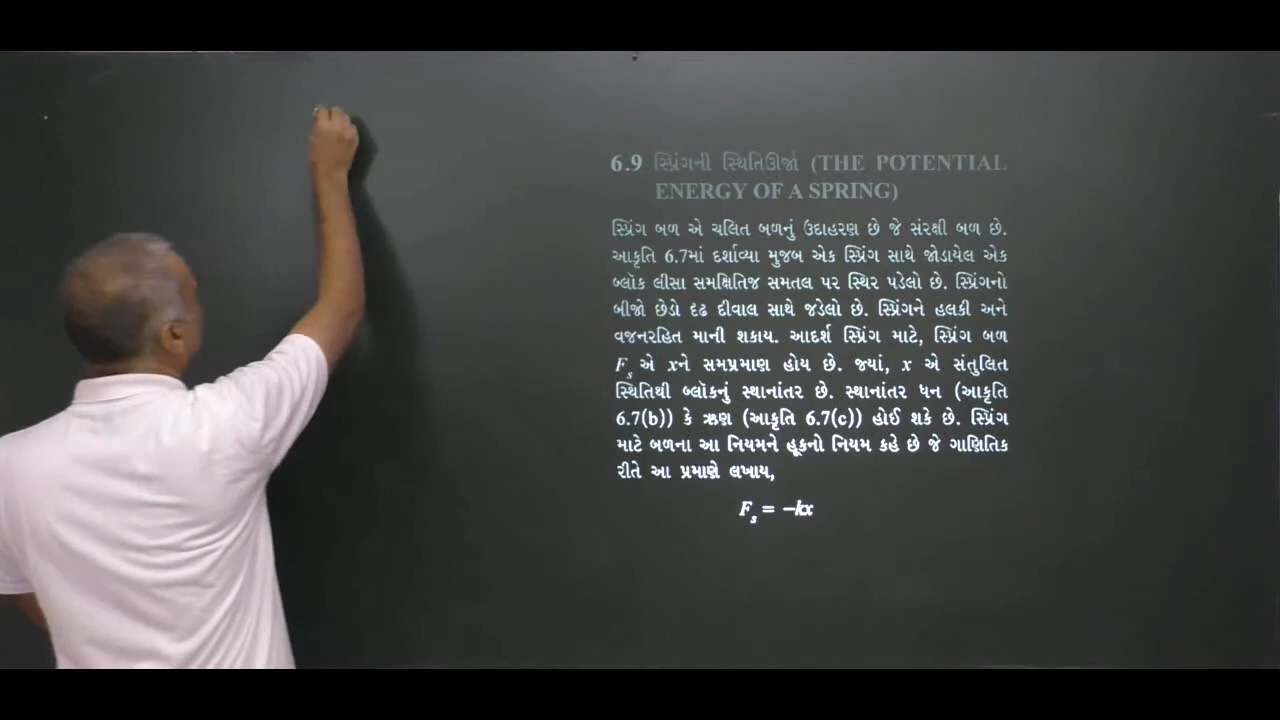 6.9 સ્પ્રિંગની સ્થિતિઊર્જા (THE POTENTIAL
ENERGY OF A SPRING)
સ્પ્રિંગ બળ એ ચલિત બળનું ઉદાહરણ છે જે સંરક્ષી બળ છે.
આકૃતિ 6.7માં દર્શાવ્યા મુજબ એક સ્પ્રિંગ સાથે જોડાયેલ એક
બ્લૉક લીસા સમક્ષિતિજ સમતલ પર સ્થિર પડેલો છે. સ્પ્રિંગનો
બીજો છેડો દૃઢ દીવાલ સાથે જડેલો છે. સ્પ્રિંગને હલકી અને
વજનરહિત માની શકાય. આદર્શ સ્પ્રિંગ માટે, સ્પ્રિંગ બળ
Fs એ xને સમપ્રમાણ હોય છે. જ્યાં, x એ સંતુલિત
સ્થિતિથી બ્લૉકનું સ્થાનાંતર છે. સ્થાનાંતર ધન (આકૃતિ
6.7(b)) કે ઋણ (આકૃતિ 6.7(c)) હોઈ શકે છે. સ્પ્રિંગ
માટે બળના આ નિયમને હૂકનો નિયમ કહે છે જે ગાણિતિક
રીતે આ પ્રમાણે લખાય,
Fs = −kx